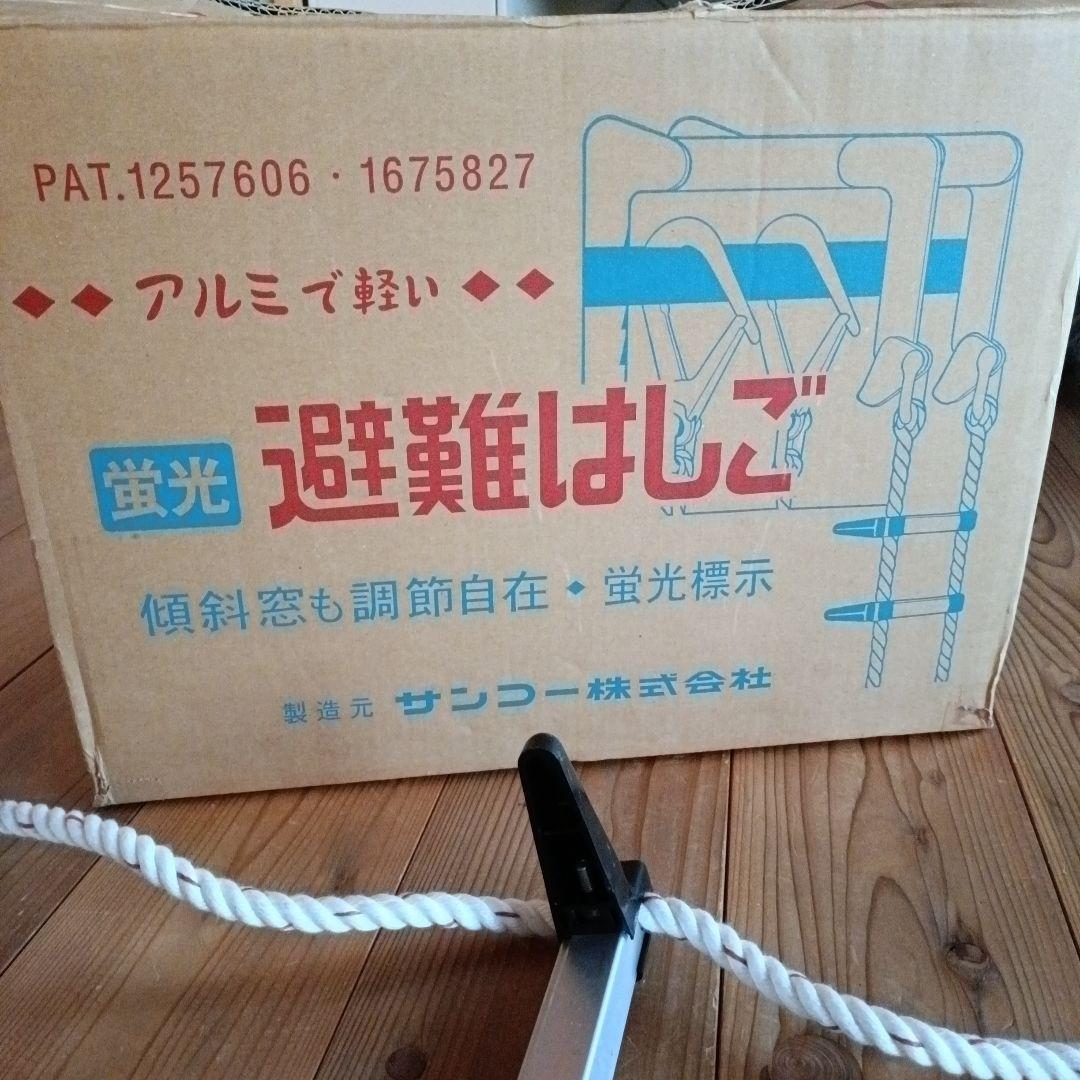 PAT.1257606・1675827
◆◆アルミで軽い◆◆
蛍光 避難はしご
傾斜窓も調節自在◆蛍光標示
製造元 サンコー株式会社